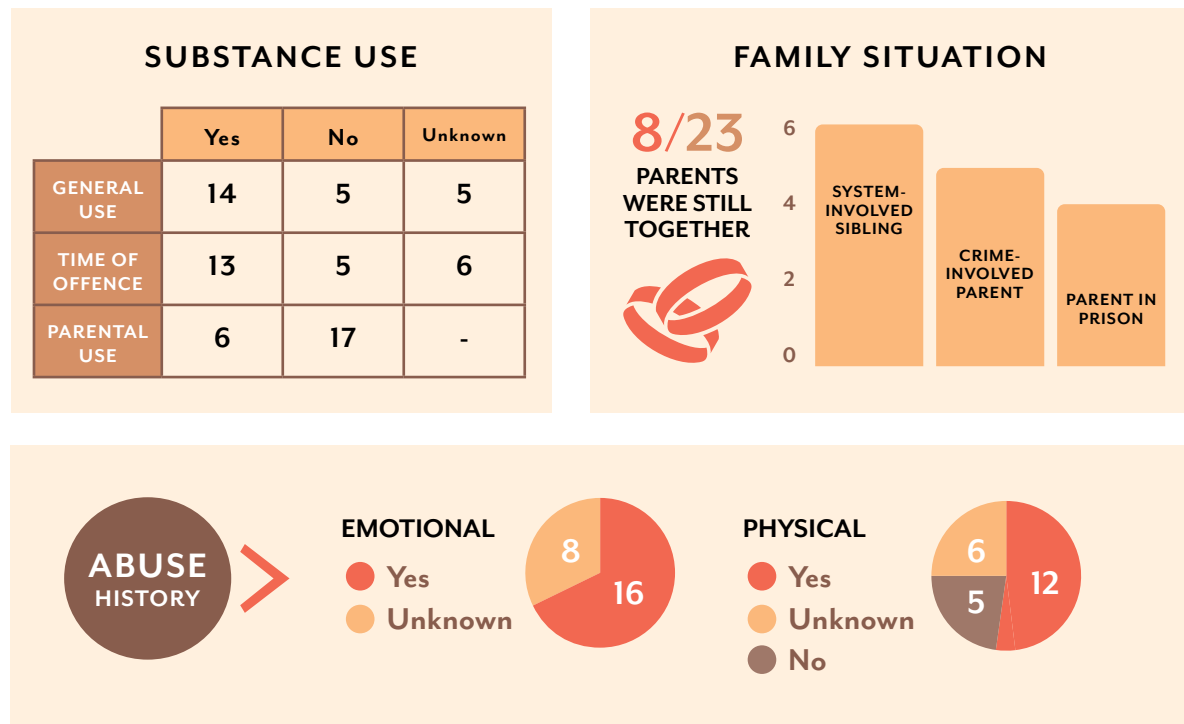 SUBSTANCE USE
Yes No Unknown
GENERAL
USE
14 5 5
TIME OF
OFFENCE
13 5 6
PARENTAL
USE
6 17 -
FAMILY SITUATION
8/23
PARENTS
WERE STILL
TOGETHER
6
4
2
0
SYSTEM-
INVOLVED
SIBLING
CRIME-
INVOLVED
PARENT
PARENT IN
PRISON
ABUSE
HISTORY
EMOTIONAL
Yes
Unknown
8
16
PHYSICAL
Yes
Unknown
No
6
12
5